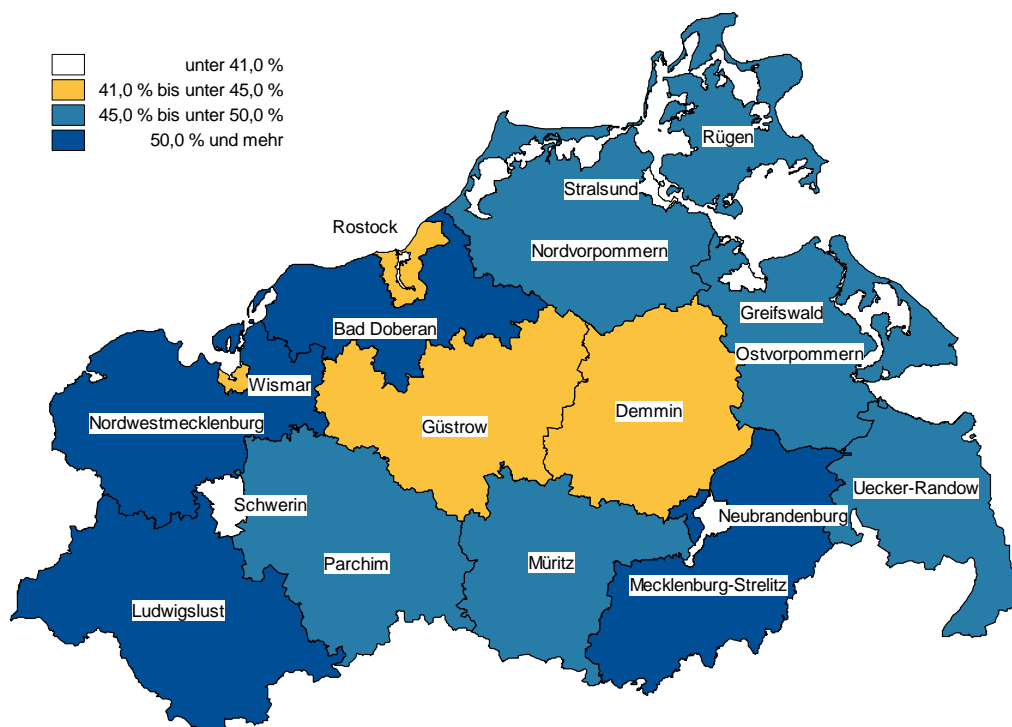 unter 41,0 %
41,0 % bis unter 45,0 %
45,0 % bis unter 50,0 %
50,0 % und mehr
Rügen
Stralsund
Rostock
Nordvorpommern
Greifswald
Bad Doberan
Ostvorpommern
Wismar
Demmin
Nordwestmecklenburg
Güstrow
Uecker-Randow
Schwerin
Neubrandenburg
Parchim
Müritz
Mecklenburg-Strelitz
Ludwigslust